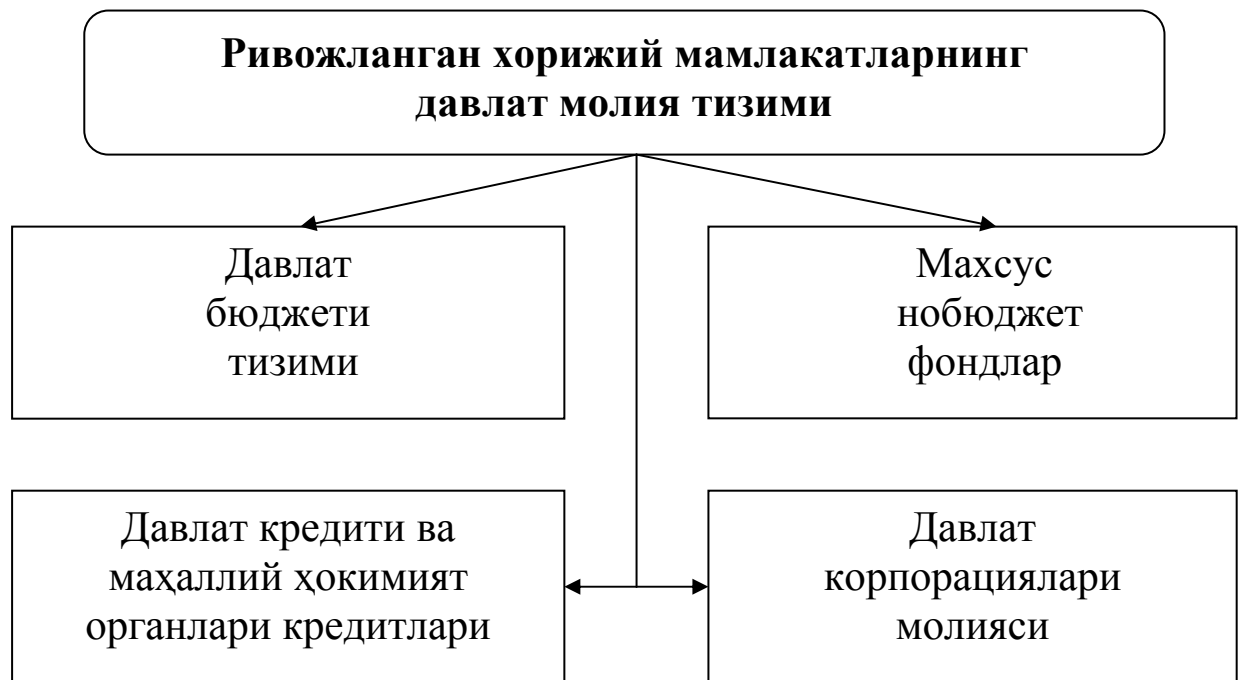 Ривожланган хорижий мамлакатларнинг
давлат молия тизими
Давлат
бюджети
тизими
Махсус
нобюджет
фондлар
Давлат кредити ва
маҳаллий ҳокимият
органлари кредитлари
Давлат
корпорациялари
молияси